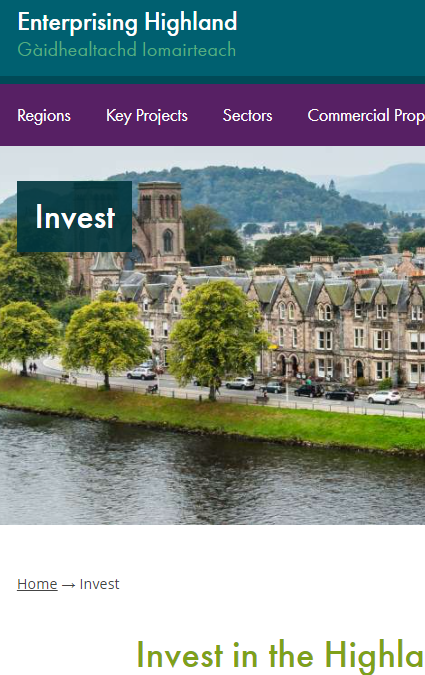 Enterprising Highland
Gàidhealtachd Iomairteach
Regions Key Projects Sectors Commercial Prop
Invest
Home → Invest
Invest in the Highla